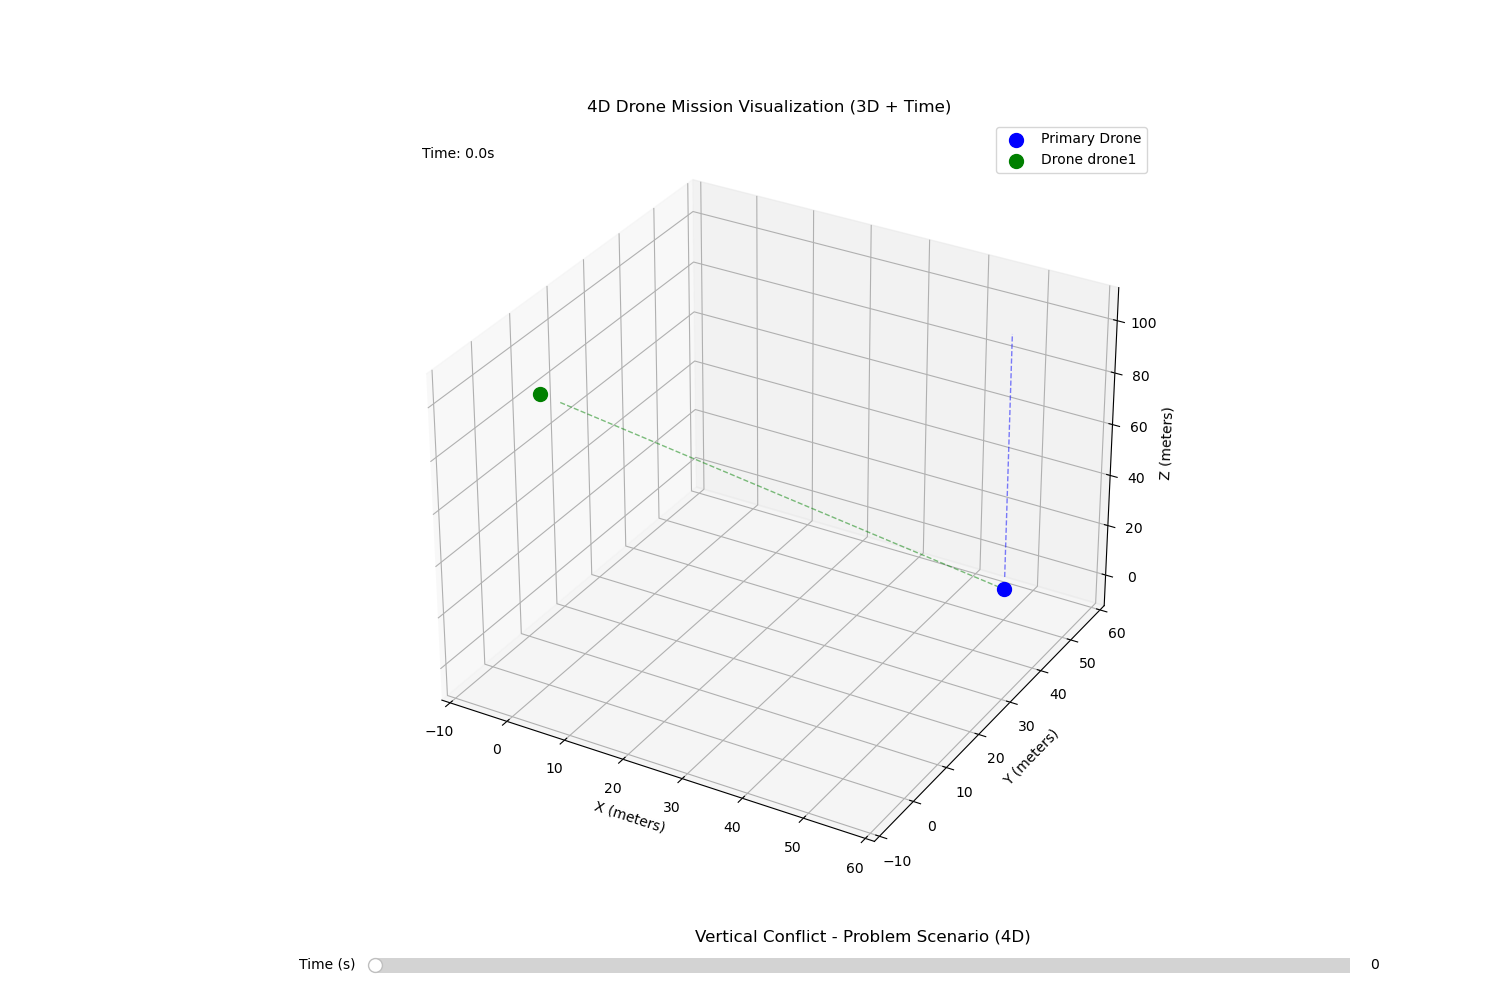 4D Drone Mission Visualization (3D + Time)
Time: 0.0s
Primary Drone
Drone drone1
100
80
60
40
20
0
Z (meters)
60
50
40
30
20
10
0
−10
Y (meters)
−10
0
10
20
30
40
50
60
X (meters)
Vertical Conflict - Problem Scenario (4D)
Time (s) 0